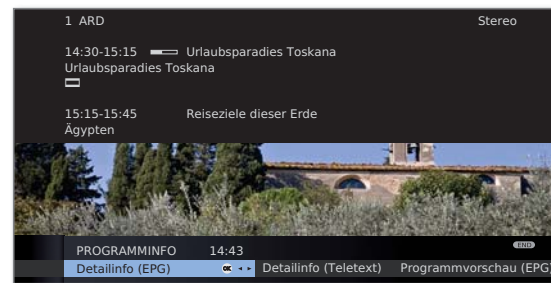 1 ARD Stereo
14:30-15:15 Urlaubsparadies Toskana
Urlaubsparadies Toskana
15:15-15:45 Reiseziele dieser Erde
Ägypten
END
PROGRAMMINFO 14:43
Detailinfo (EPG) OK Detailinfo (Teletext) Programmvorschau (EPG